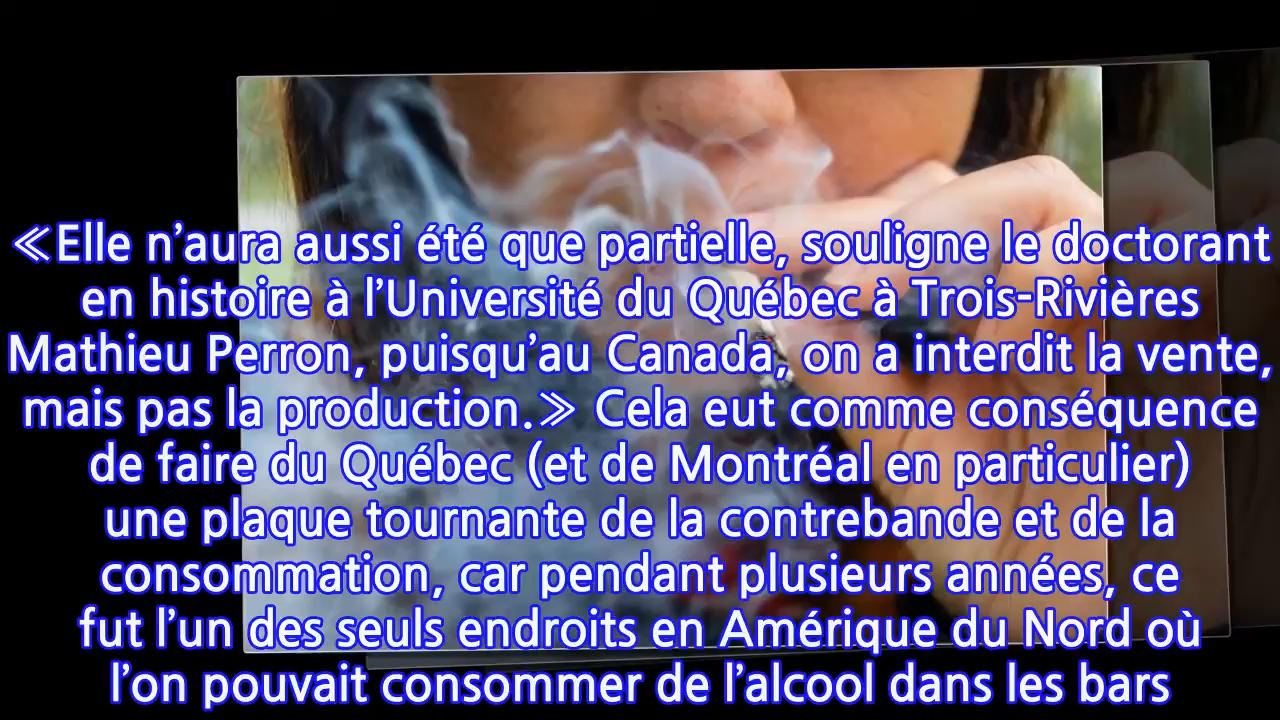 ≪Elle n’aura aussi été que partielle, souligne le doctorant
en histoire à l’Université du Québec à Trois-Rivières
Mathieu Perron, puisqu’au Canada, on a interdit la vente,
mais pas la production.≫ Cela eut comme conséquence
de faire du Québec (et de Montréal en particulier)
une plaque tournante de la contrebande et de la
consommation, car pendant plusieurs années, ce
fut l’un des seuls endroits en Amérique du Nord où
l’on pouvait consommer de l’alcool dans les bars